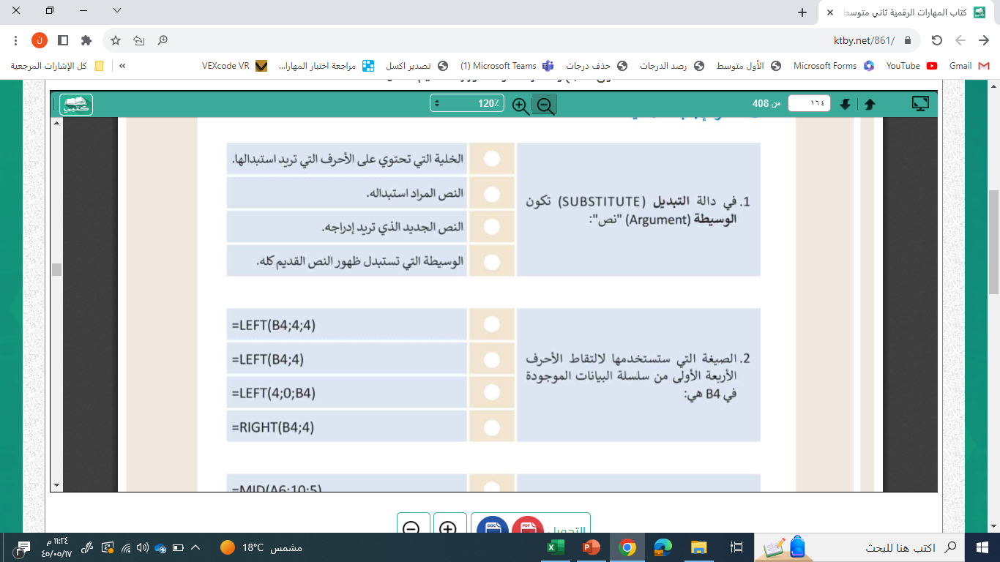 كتاب المهارات الرقمية ثاني متوسط
ktby.net/861/
ن
Gmail
YouTube
Microsoft Forms
الأول متوسط
رصد الدرجات
حذف درجات
Microsoft Teams (1)
تصدير اكسل
مراجعة اختبار المهارا...
VEXcode VR
»
كل الإشارات المرجعية
١٦٤
من 408
120٪
كتبي
1. في دالة التبديل (SUBSTITUTE) تكون
الوسيطة (Argument) "نص":
الخلية التي تحتوي على الأحرف التي تريد استبدالها.
النص المراد استبداله.
النص الجديد الذي تريد إدراجه.
الوسيطة التي تستبدل ظهور النص القديم كله.
2. الصيغة التي ستستخدمها لالتقاط الأحرف
الأربعة الأولى من سلسلة البيانات الموجودة
في B4 هي:
=LEFT(B4;4;4)
=LEFT(B4;4)
=LEFT(4;0;B4)
=RIGHT(B4;4)
=MID(A6;10;5)
التحويل
DOC
PDF
اكتب هنا للبحث
مشمس
18°C
١١:٢٤ م
٤٥/٠٥/١٧
٣